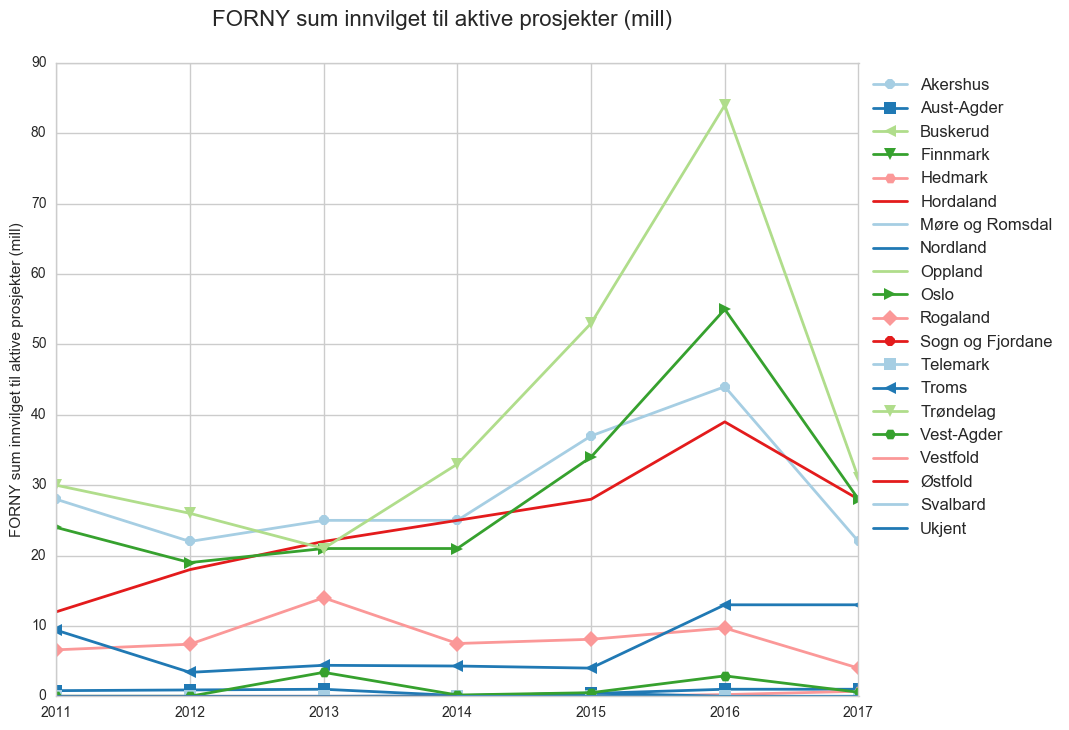 FORNY sum innvilget til aktive prosjekter (mill)
FORNY sum innvilget til aktive prosjekter (mill)
90
80
70
60
50
40
30
20
10
0
2011
2012
2013
2014
2015
2016
2017
Akershus
Aust-Agder
Buskerud
Finnmark
Hedmark
Hordaland
Møre og Romsdal
Nordland
Oppland
Oslo
Rogaland
Sogn og Fjordane
Telemark
Troms
Trøndelag
Vest-Agder
Vestfold
Østfold
Svalbard
Ukjent